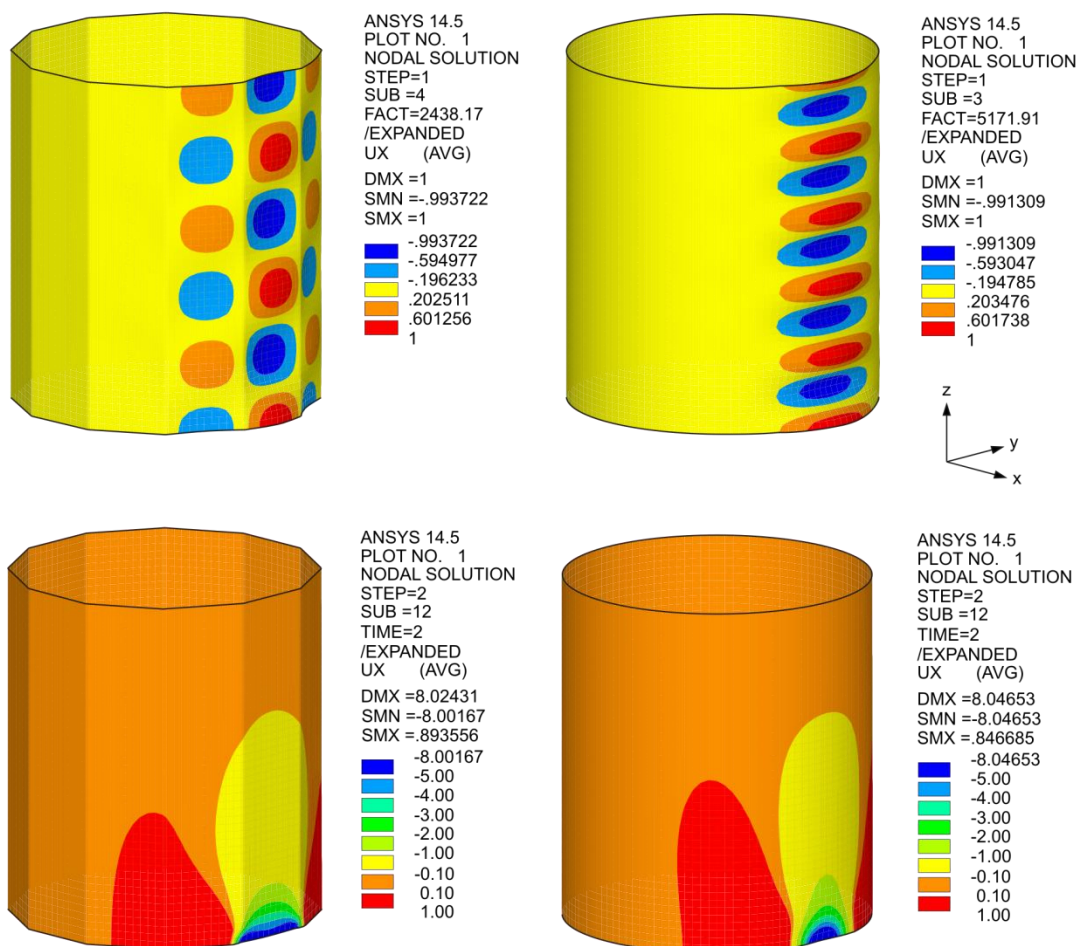 ANSYS 14.5
PLOT NO. 1
NODAL SOLUTION
STEP=1
SUB =4
FACT=2438.17
/EXPANDED
UX (AVG)
DMX =1
SMN =-.993722
SMX =1
-.993722
-.594977
-.196233
.202511
.601256
1
ANSYS 14.5
PLOT NO. 1
NODAL SOLUTION
STEP=1
SUB =3
FACT=5171.91
/EXPANDED
UX (AVG)
DMX =1
SMN =-.991309
SMX =1
-.991309
-.593047
-.194785
.203476
.601738
1
z
y
x
ANSYS 14.5
PLOT NO. 1
NODAL SOLUTION
STEP=2
SUB =12
TIME=2
/EXPANDED
UX (AVG)
DMX =8.02431
SMN =-8.00167
SMX =.893556
-8.00167
-5.00
-4.00
-3.00
-2.00
-1.00
-0.10
0.10
1.00
ANSYS 14.5
PLOT NO. 1
NODAL SOLUTION
STEP=2
SUB =12
TIME=2
/EXPANDED
UX (AVG)
DMX =8.04653
SMN =-8.04653
SMX =.846685
-8.04653
-5.00
-4.00
-3.00
-2.00
-1.00
-0.10
0.10
1.00